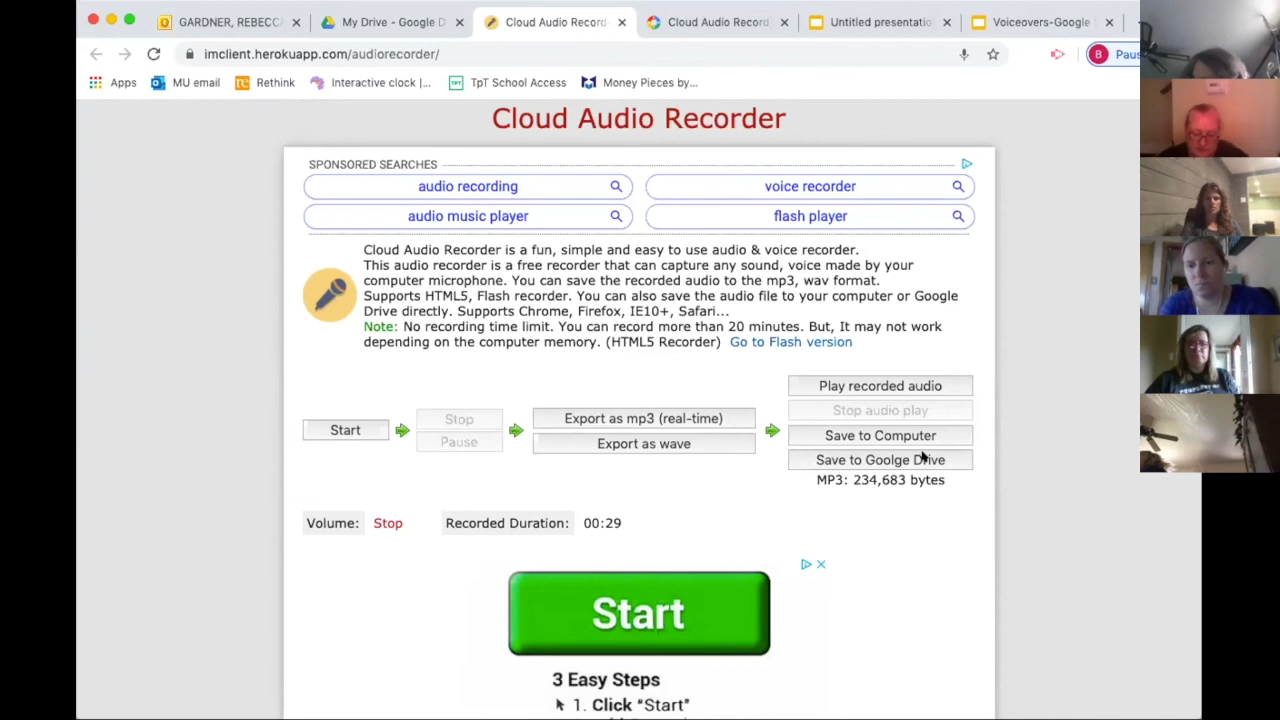 GARDNER, REBECCA
My Drive - Google D
Cloud Audio Record
Cloud Audio Record
Untitled presentatio
Voiceovers-Google
imclient.herokuapp.com/audiorecorder/
B Paus
Apps
MU email
Rethink
Interactive clock |...
TpT School Access
Money Pieces by...
Cloud Audio Recorder
SPONSORED SEARCHES
audio recording
voice recorder
audio music player
flash player
Cloud Audio Recorder is a fun, simple and easy to use audio & voice recorder.
This audio recorder is a free recorder that can capture any sound, voice made by your
computer microphone. You can save the recorded audio to the mp3, wav format.
Supports HTML5, Flash recorder. You can also save the audio file to your computer or Google
Drive directly. Supports Chrome, Firefox, IE10+, Safari...
Note: No recording time limit. You can record more than 20 minutes. But, It may not work
depending on the computer memory. (HTML5 Recorder) Go to Flash version
Start
Stop
Pause
Export as mp3 (real-time)
Export as wave
Play recorded audio
Stop audio play
Save to Computer
Save to Goolge Drive
MP3: 234,683 bytes
Volume: Stop
Recorded Duration: 00:29
Start
3 Easy Steps
1. Click “Start”